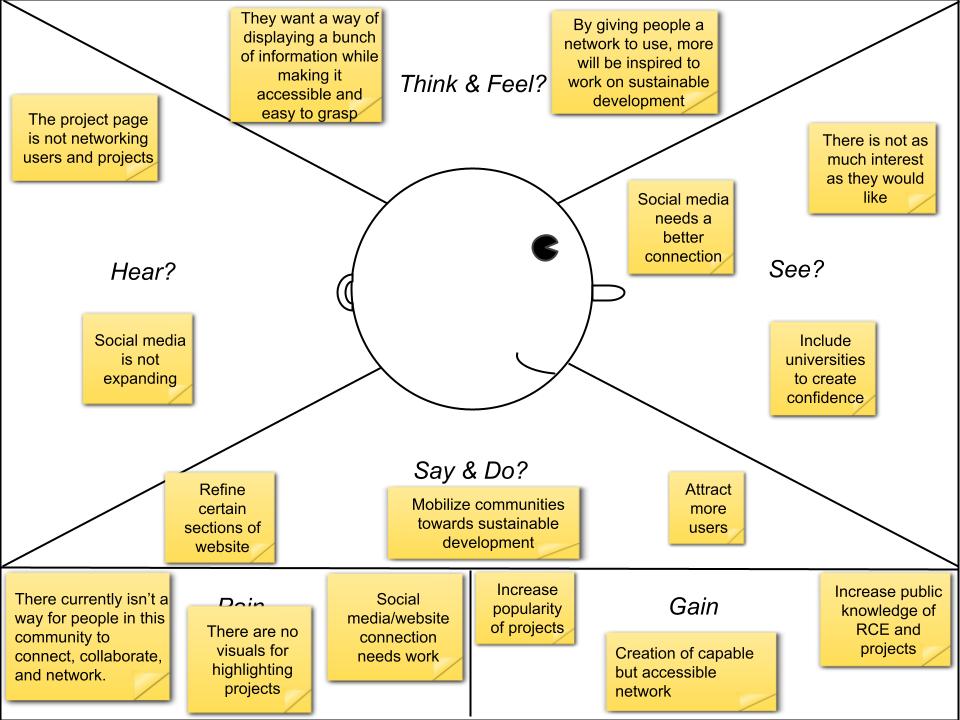 They want a way of
displaying a bunch
of information while
making it
accessible and
easy to grasp
Think & Feel?
By giving people a
network to use, more
will be inspired to
work on sustainable
development
The project page
is not networking
users and projects
There is not as
much interest
as they would
like
Social media
needs a
better
connection
Hear?
See?
Social media
is not
expanding
Include
universities
to create
confidence
Say & Do?
Refine
certain
sections of
website
Mobilize communities
towards sustainable
development
Attract
more
users
There currently isn't a
way for people in this
community to
connect, collaborate,
and network.
Pain
There are no
visuals for
highlighting
projects
Social
media/website
connection
needs work
Increase
popularity
of projects
Gain
Creation of capable
but accessible
network
Increase public
knowledge of
RCE and
projects